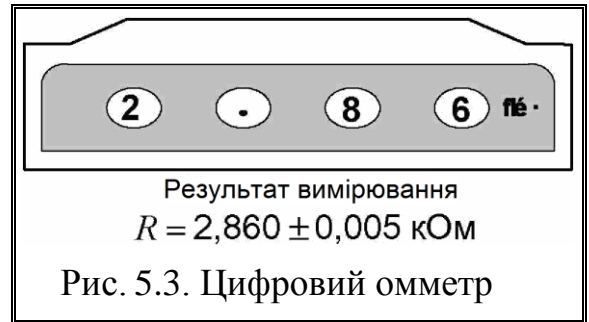 2 . 8 6
Результат вимірювання
R = 2,860 ± 0,005 кОм
Рис. 5.3. Цифровий омметр